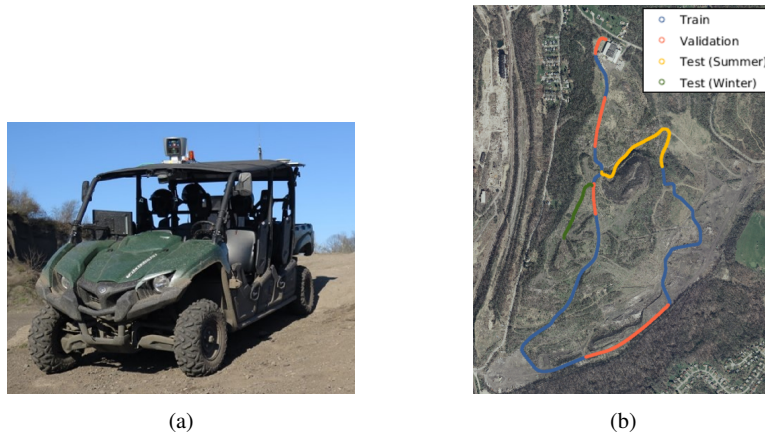 Train
Validation
Test (Summer)
Test (Winter)
(a)
(b)